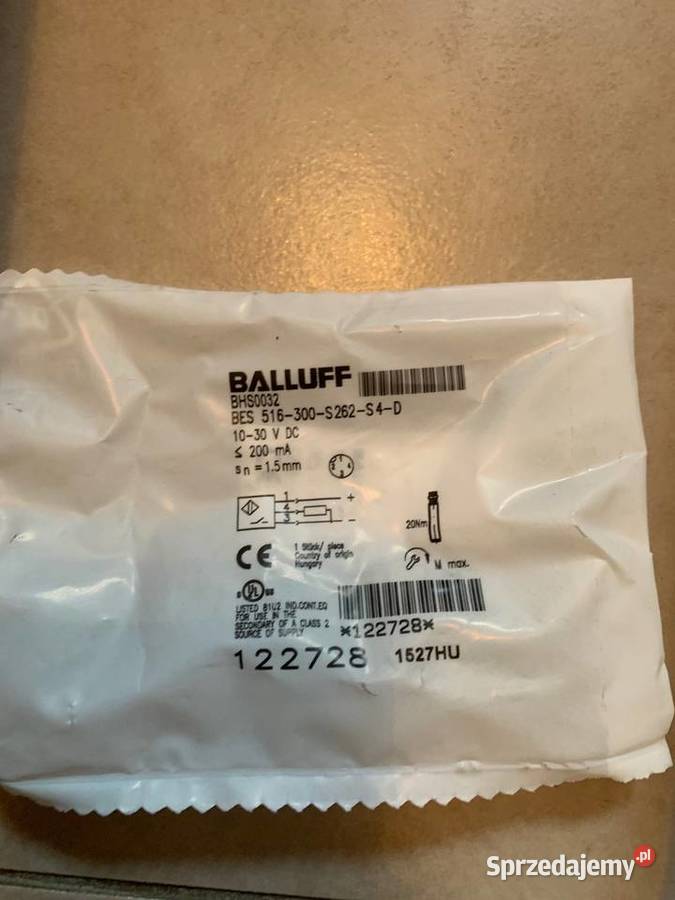 BALLUFF
BHS0032
BES 516-300-S262-S4-D
10-30 V DC
≤ 200 mA
sn = 1.5mm
1
4
3
+
−
20Nm
CE
1 Stück/ piece
Country of origin
Hungary
M max.
UL
LISTED 81U2 IND.CONT.EQ
FOR USE IN THE
SECONDARY OF A CLASS 2
SOURCE OF SUPPLY
*122728*
122728
1527HU
Sprzedajemy.pl